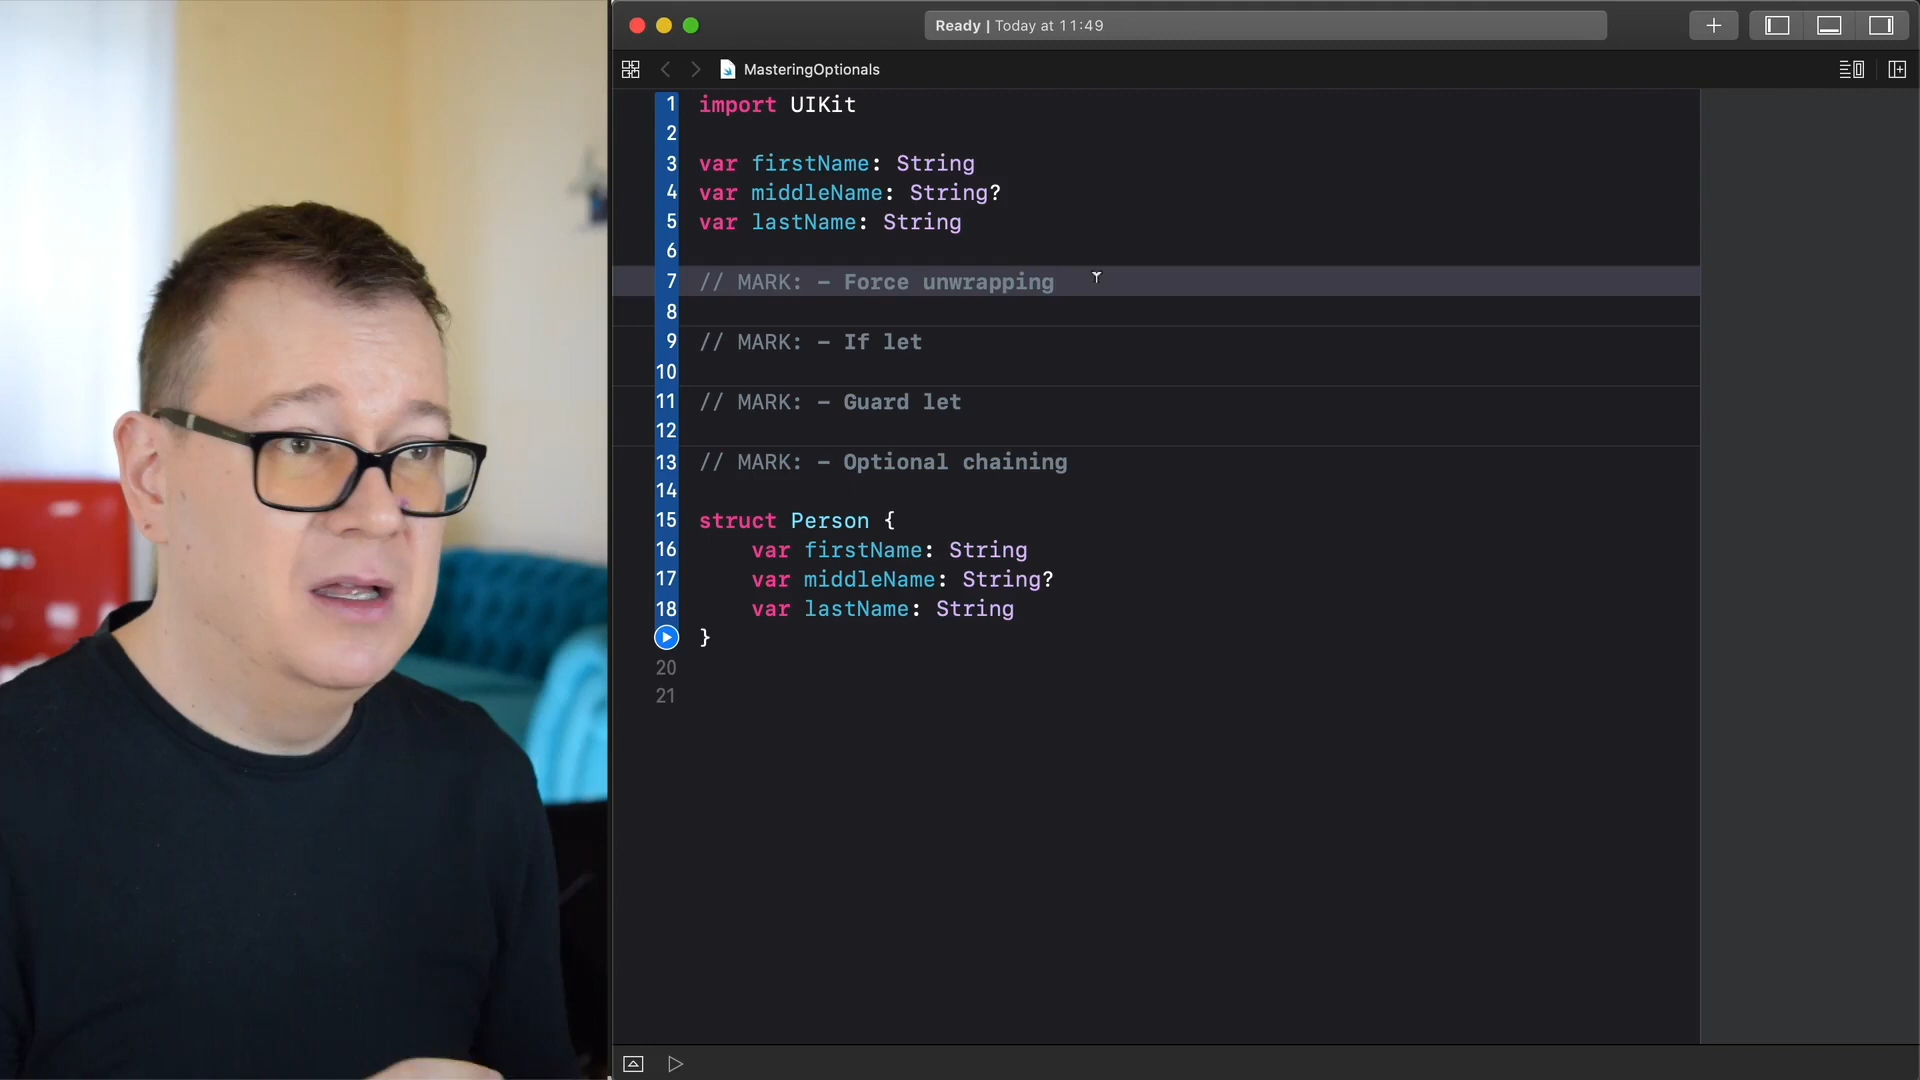 Ready | Today at 11:49
MasteringOptionals
1 import UIKit
2
3 var firstName: String
4 var middleName: String?
5 var lastName: String
6
7 // MARK: - Force unwrapping
8
9 // MARK: - If let
10
11 // MARK: - Guard let
12
13 // MARK: - Optional chaining
14
15 struct Person {
16 var firstName: String
17 var middleName: String?
18 var lastName: String
}
20
21